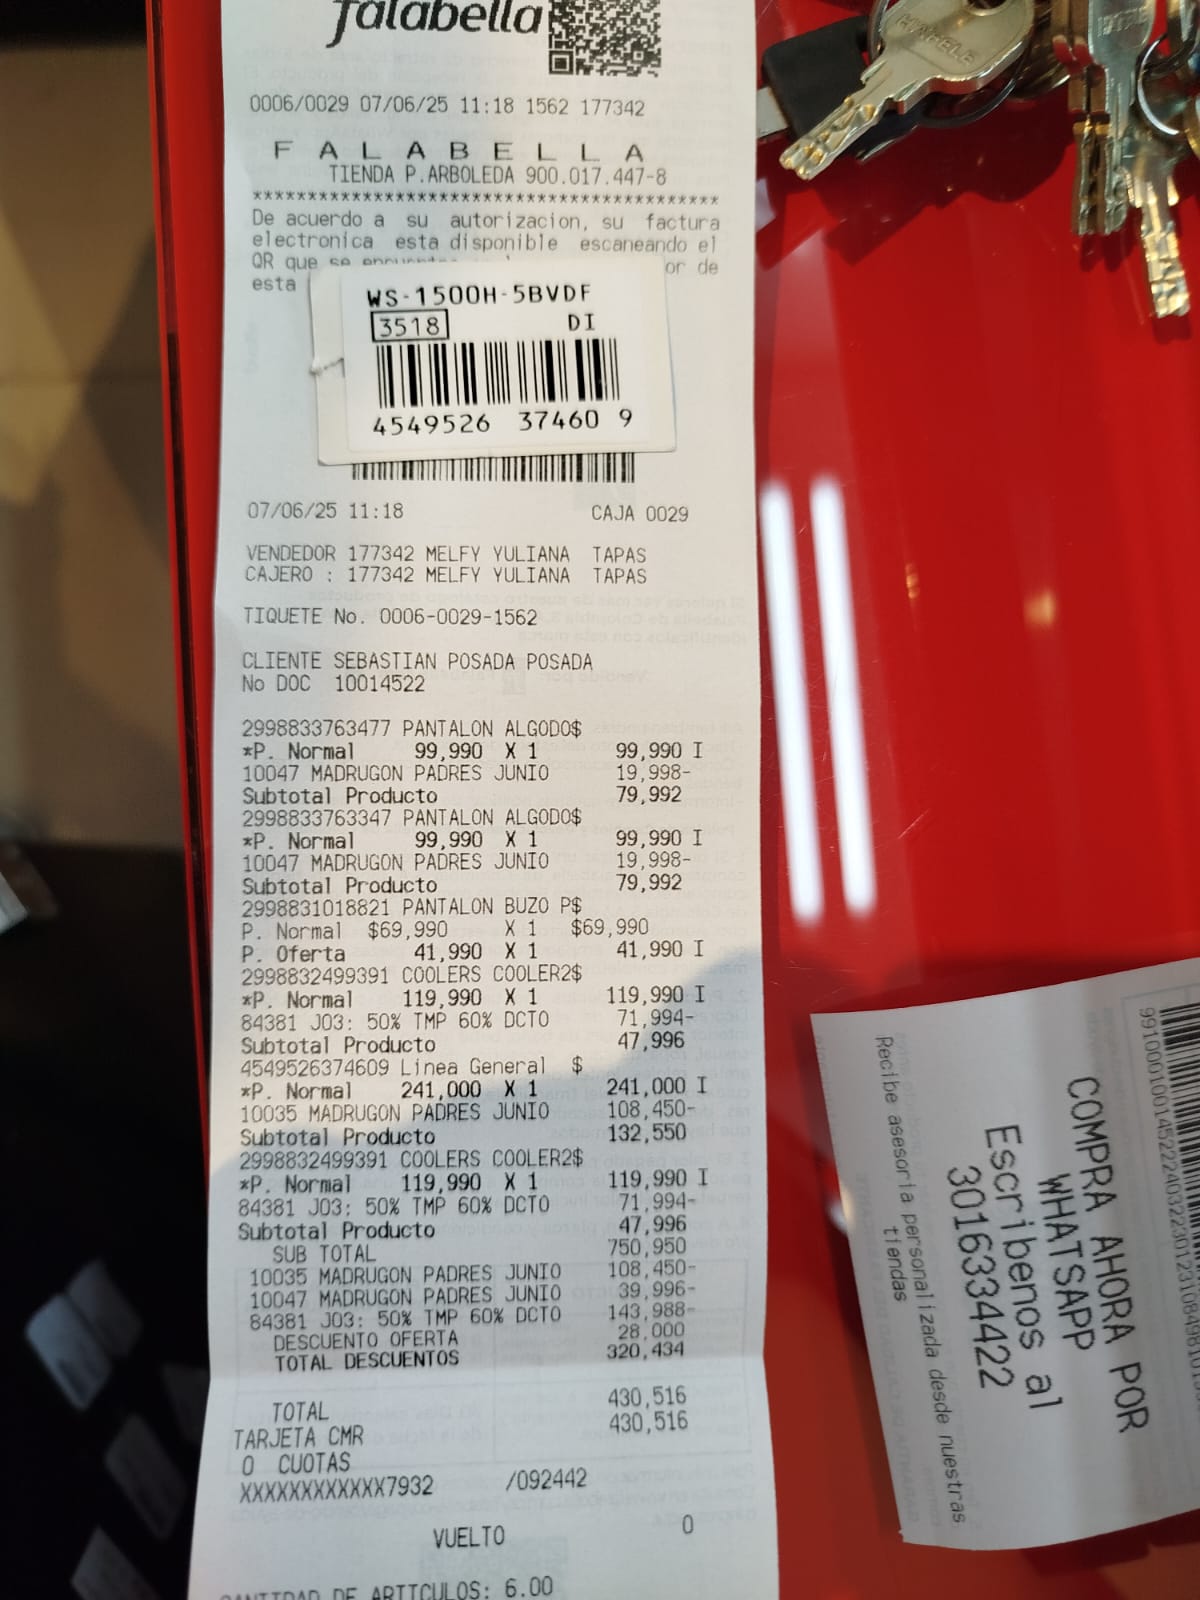 falabella
0006/0029 07/06/25 11:18 1562 177342
F A L A B E L L A
TIENDA P.ARBOLEDA 900.017.447-8
******************************************
De acuerdo a su autorizacion, su factura
electronica esta disponible escaneando el
QR que se
or de
esta
WS-1500H-5BVDF
3518 DI
4549526 37460 9
07/06/25 11:18 CAJA 0029
VENDEDOR 177342 MELFY YULIANA TAPAS
CAJERO : 177342 MELFY YULIANA TAPAS
TIQUETE No. 0006-0029-1562
CLIENTE SEBASTIAN POSADA POSADA
No DOC 10014522
2998833763477 PANTALON ALGODO$
*P. Normal 99,990 X 1 99,990 I
10047 MADRUGON PADRES JUNIO 19,998-
Subtotal Producto 79,992
2998833763347 PANTALON ALGODO$
*P. Normal 99,990 X 1 99,990 I
10047 MADRUGON PADRES JUNIO 19,998-
Subtotal Producto 79,992
2998831018821 PANTALON BUZO P$
P. Normal $69,990 X 1 $69,990
P. Oferta 41,990 X 1 41,990 I
2998832499391 COOLERS COOLER2$
*P. Normal 119,990 X 1 119,990 I
84381 J03: 50% TMP 60% DCTO 71,994-
Subtotal Producto 47,996
4549526374609 Linea General $
*P. Normal 241,000 X 1 241,000 I
10035 MADRUGON PADRES JUNIO 108,450-
Subtotal Producto 132,550
2998832499391 COOLERS COOLER2$
*P. Normal 119,990 X 1 119,990 I
84381 J03: 50% TMP 60% DCTO 71,994-
Subtotal Producto 47,996
SUB TOTAL 750,950
10035 MADRUGON PADRES JUNIO 108,450-
10047 MADRUGON PADRES JUNIO 39,996-
84381 J03: 50% TMP 60% DCTO 143,988-
DESCUENTO OFERTA 28,000
TOTAL DESCUENTOS 320,434
TOTAL 430,516
TARJETA CMR 430,516
0 CUOTAS
XXXXXXXXXXXX7932 /092442
VUELTO 0
CANTIDAD DE ARTICULOS: 6.00
HAFELE
COMPRA AHORA POR
WHATSAPP
Escribenos al
3016334422
Recibe asesoria personalizada desde nuestras
tiendas